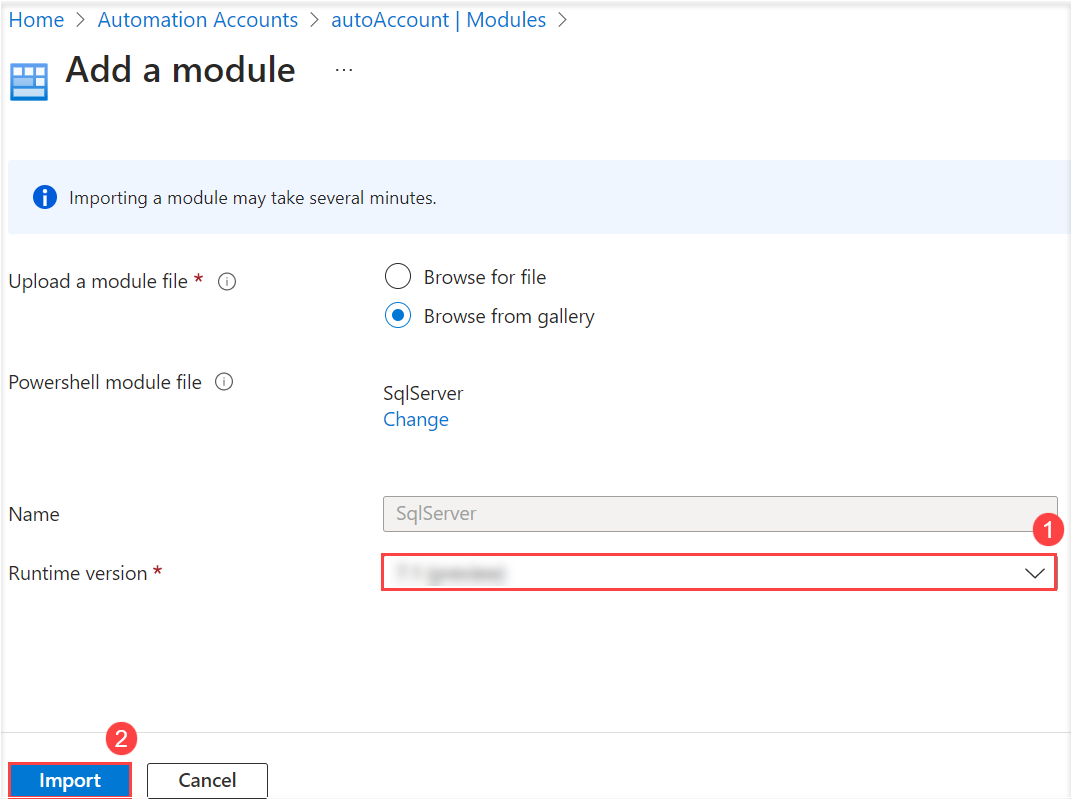 Home > Automation Accounts > autoAccount | Modules >
Add a module ...
Importing a module may take several minutes.
Upload a module file *
Browse for file
Browse from gallery
Powershell module file
SqlServer
Change
Name
SqlServer
1
Runtime version *
2
Import
Cancel